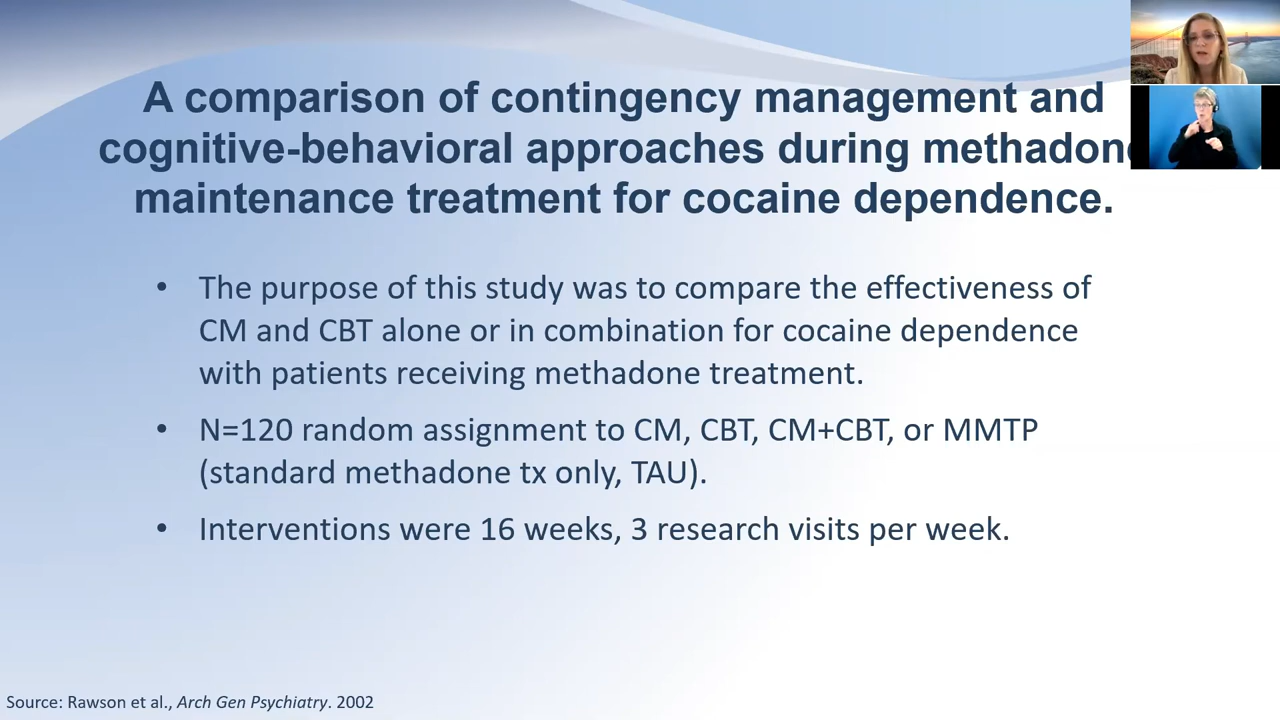 A comparison of contingency management and
cognitive-behavioral approaches during methadon
maintenance treatment for cocaine dependence.
• The purpose of this study was to compare the effectiveness of
CM and CBT alone or in combination for cocaine dependence
with patients receiving methadone treatment.
• N=120 random assignment to CM, CBT, CM+CBT, or MMTP
(standard methadone tx only, TAU).
• Interventions were 16 weeks, 3 research visits per week.
Source: Rawson et al., Arch Gen Psychiatry. 2002